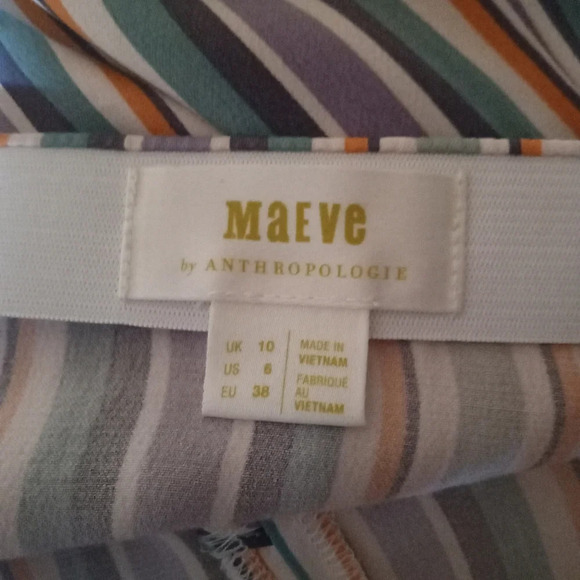 MaEVe
by ANTHROPOLOGIE
UK 10
US 6
EU 38
MADE IN
VIETNAM
FABRIQUÉ
AU
VIETNAM